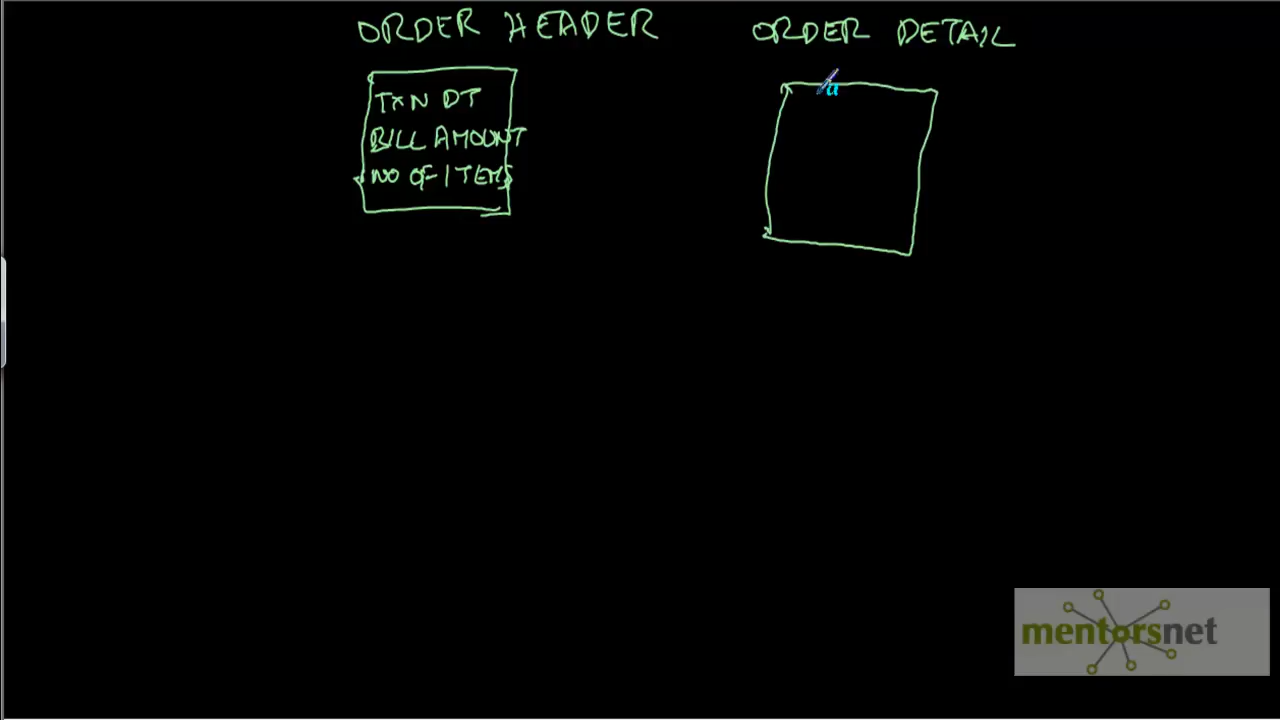 ORDER HEADER
TXN DT
BILL AMOUNT
NO OF ITEMS
ORDER DETAIL
a
mentorsnet